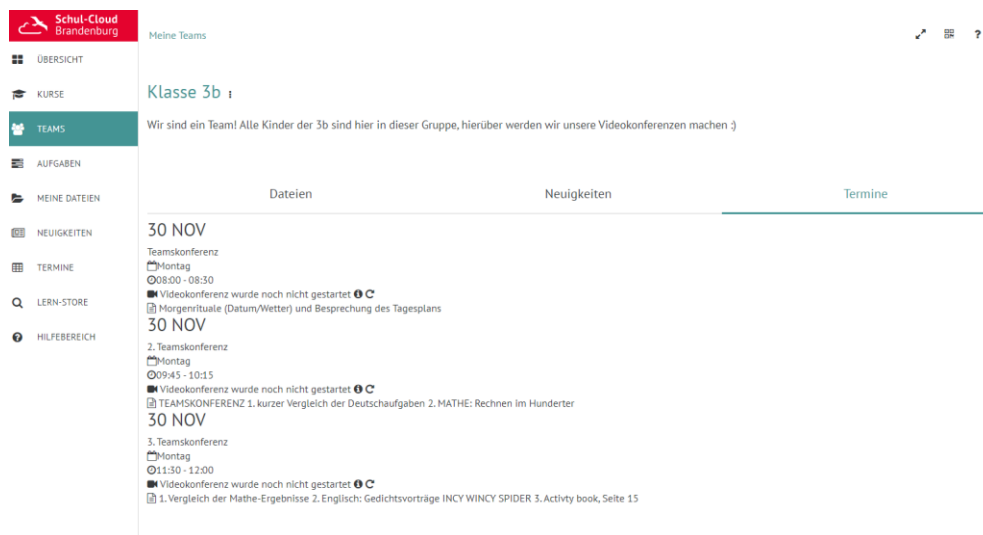 Schul-Cloud
Brandenburg
Meine Teams
?
ÜBERSICHT
KURSE
TEAMS
AUFGABEN
MEINE DATEIEN
NEUIGKEITEN
TERMINE
LERN-STORE
HILFEBEREICH
Klasse 3b
Wir sind ein Team! Alle Kinder der 3b sind hier in dieser Gruppe, hierüber werden wir unsere Videokonferenzen machen :)
Dateien Neuigkeiten Termine
30 NOV
Teamskonferenz
Montag
08:00 - 08:30
Videokonferenz wurde noch nicht gestartet
Morgenrituale (Datum/Wetter) und Besprechung des Tagesplans
30 NOV
2. Teamskonferenz
Montag
09:45 - 10:15
Videokonferenz wurde noch nicht gestartet
TEAMSKONFERENZ 1. kurzer Vergleich der Deutschaufgaben 2. MATHE: Rechnen im Hunderter
30 NOV
3. Teamskonferenz
Montag
11:30 - 12:00
Videokonferenz wurde noch nicht gestartet
1. Vergleich der Mathe-Ergebnisse 2. Englisch: Gedichtsvorträge INCY WINCY SPIDER 3. Activty book, Seite 15